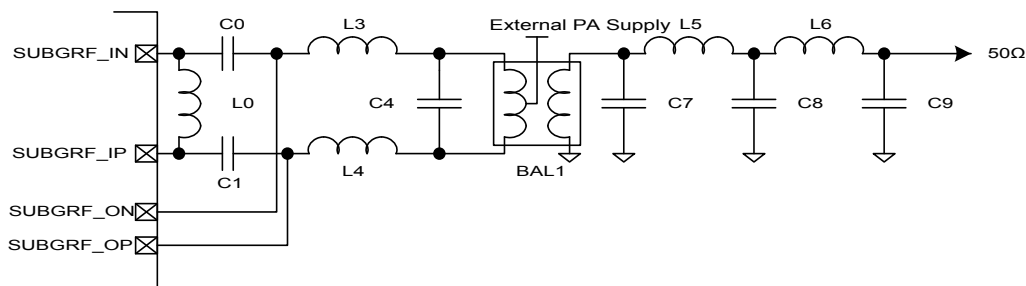 C0
L3
External PA Supply
L5
L6
SUBGRF_IN
50Ω
L0
C4
C7
C8
C9
SUBGRF_IP
C1
L4
BAL1
SUBGRF_ON
SUBGRF_OP